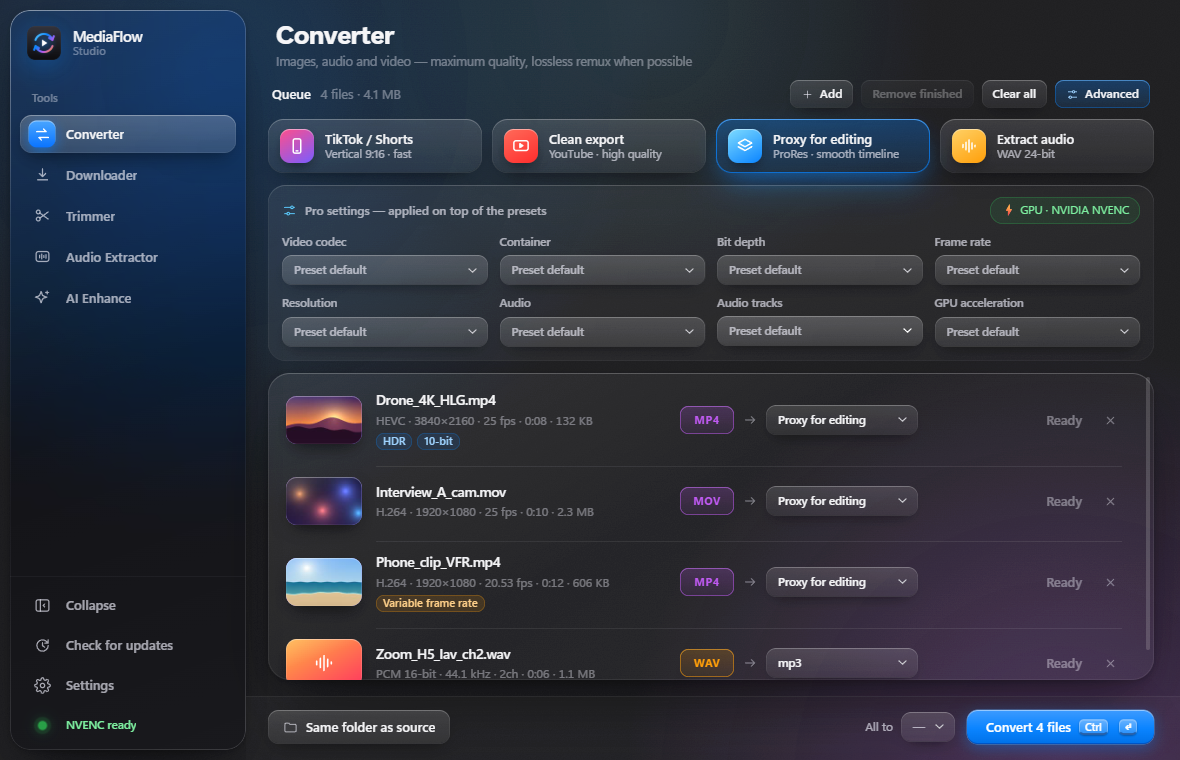 MediaFlow
Studio
Tools
Converter
Downloader
Trimmer
Audio Extractor
AI Enhance
Collapse
Check for updates
Settings
NVENC ready
Converter
Images, audio and video — maximum quality, lossless remux when possible
Queue 4 files · 4.1 MB
+ Add Remove finished Clear all Advanced
TikTok / Shorts
Vertical 9:16 · fast
Clean export
YouTube · high quality
Proxy for editing
ProRes · smooth timeline
Extract audio
WAV 24-bit
Pro settings — applied on top of the presets
GPU · NVIDIA NVENC
Video codec Container Bit depth Frame rate
Preset default Preset default Preset default Preset default
Resolution Audio Audio tracks GPU acceleration
Preset default Preset default Preset default Preset default
Drone_4K_HLG.mp4
HEVC · 3840×2160 · 25 fps · 0:08 · 132 KB
HDR 10-bit
MP4 → Proxy for editing Ready ×
Interview_A_cam.mov
H.264 · 1920×1080 · 25 fps · 0:10 · 2.3 MB
MOV → Proxy for editing Ready ×
Phone_clip_VFR.mp4
H.264 · 1920×1080 · 20.53 fps · 0:12 · 606 KB
Variable frame rate
MP4 → Proxy for editing Ready ×
Zoom_H5_lav_ch2.wav
PCM 16-bit · 44.1 kHz · 2ch · 0:06 · 1.1 MB
WAV → mp3 Ready ×
Same folder as source
All to —
Convert 4 files Ctrl ⏎